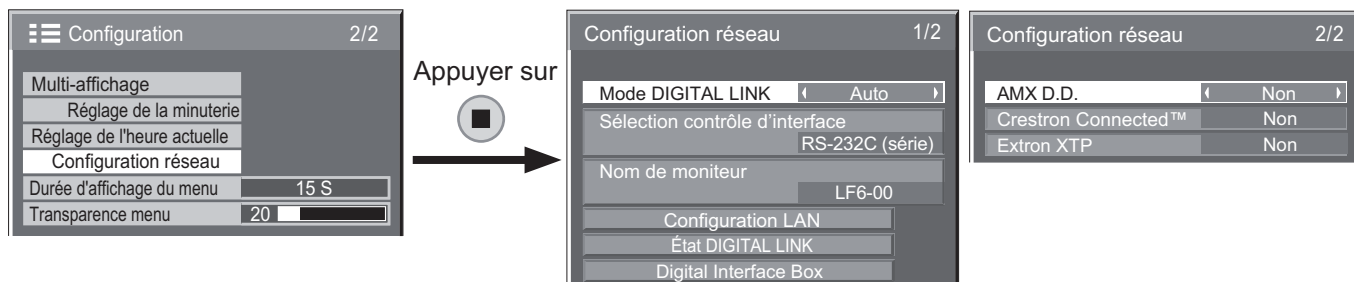 Configuration 2/2
Multi-affichage
Réglage de la minuterie
Réglage de l'heure actuelle
Configuration réseau
Durée d'affichage du menu 15 S
Transparence menu 20
Appuyer sur
Configuration réseau 1/2
Mode DIGITAL LINK Auto
Sélection contrôle d'interface
RS-232C (série)
Nom de moniteur
LF6-00
Configuration LAN
État DIGITAL LINK
Digital Interface Box
Configuration réseau 2/2
AMX D.D. Non
Crestron Connected™ Non
Extron XTP Non